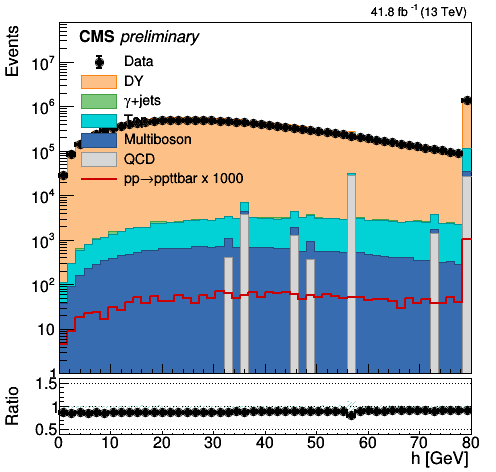 41.8 fb⁻¹ (13 TeV)
CMS preliminary
Events
Data
DY
γ+jets
Top
Multiboson
QCD
pp→ppttbar x 1000
10⁷
10⁶
10⁵
10⁴
10³
10²
10
1
Ratio
1.5
1
0.5
0 10 20 30 40 50 60 70 80
h [GeV]